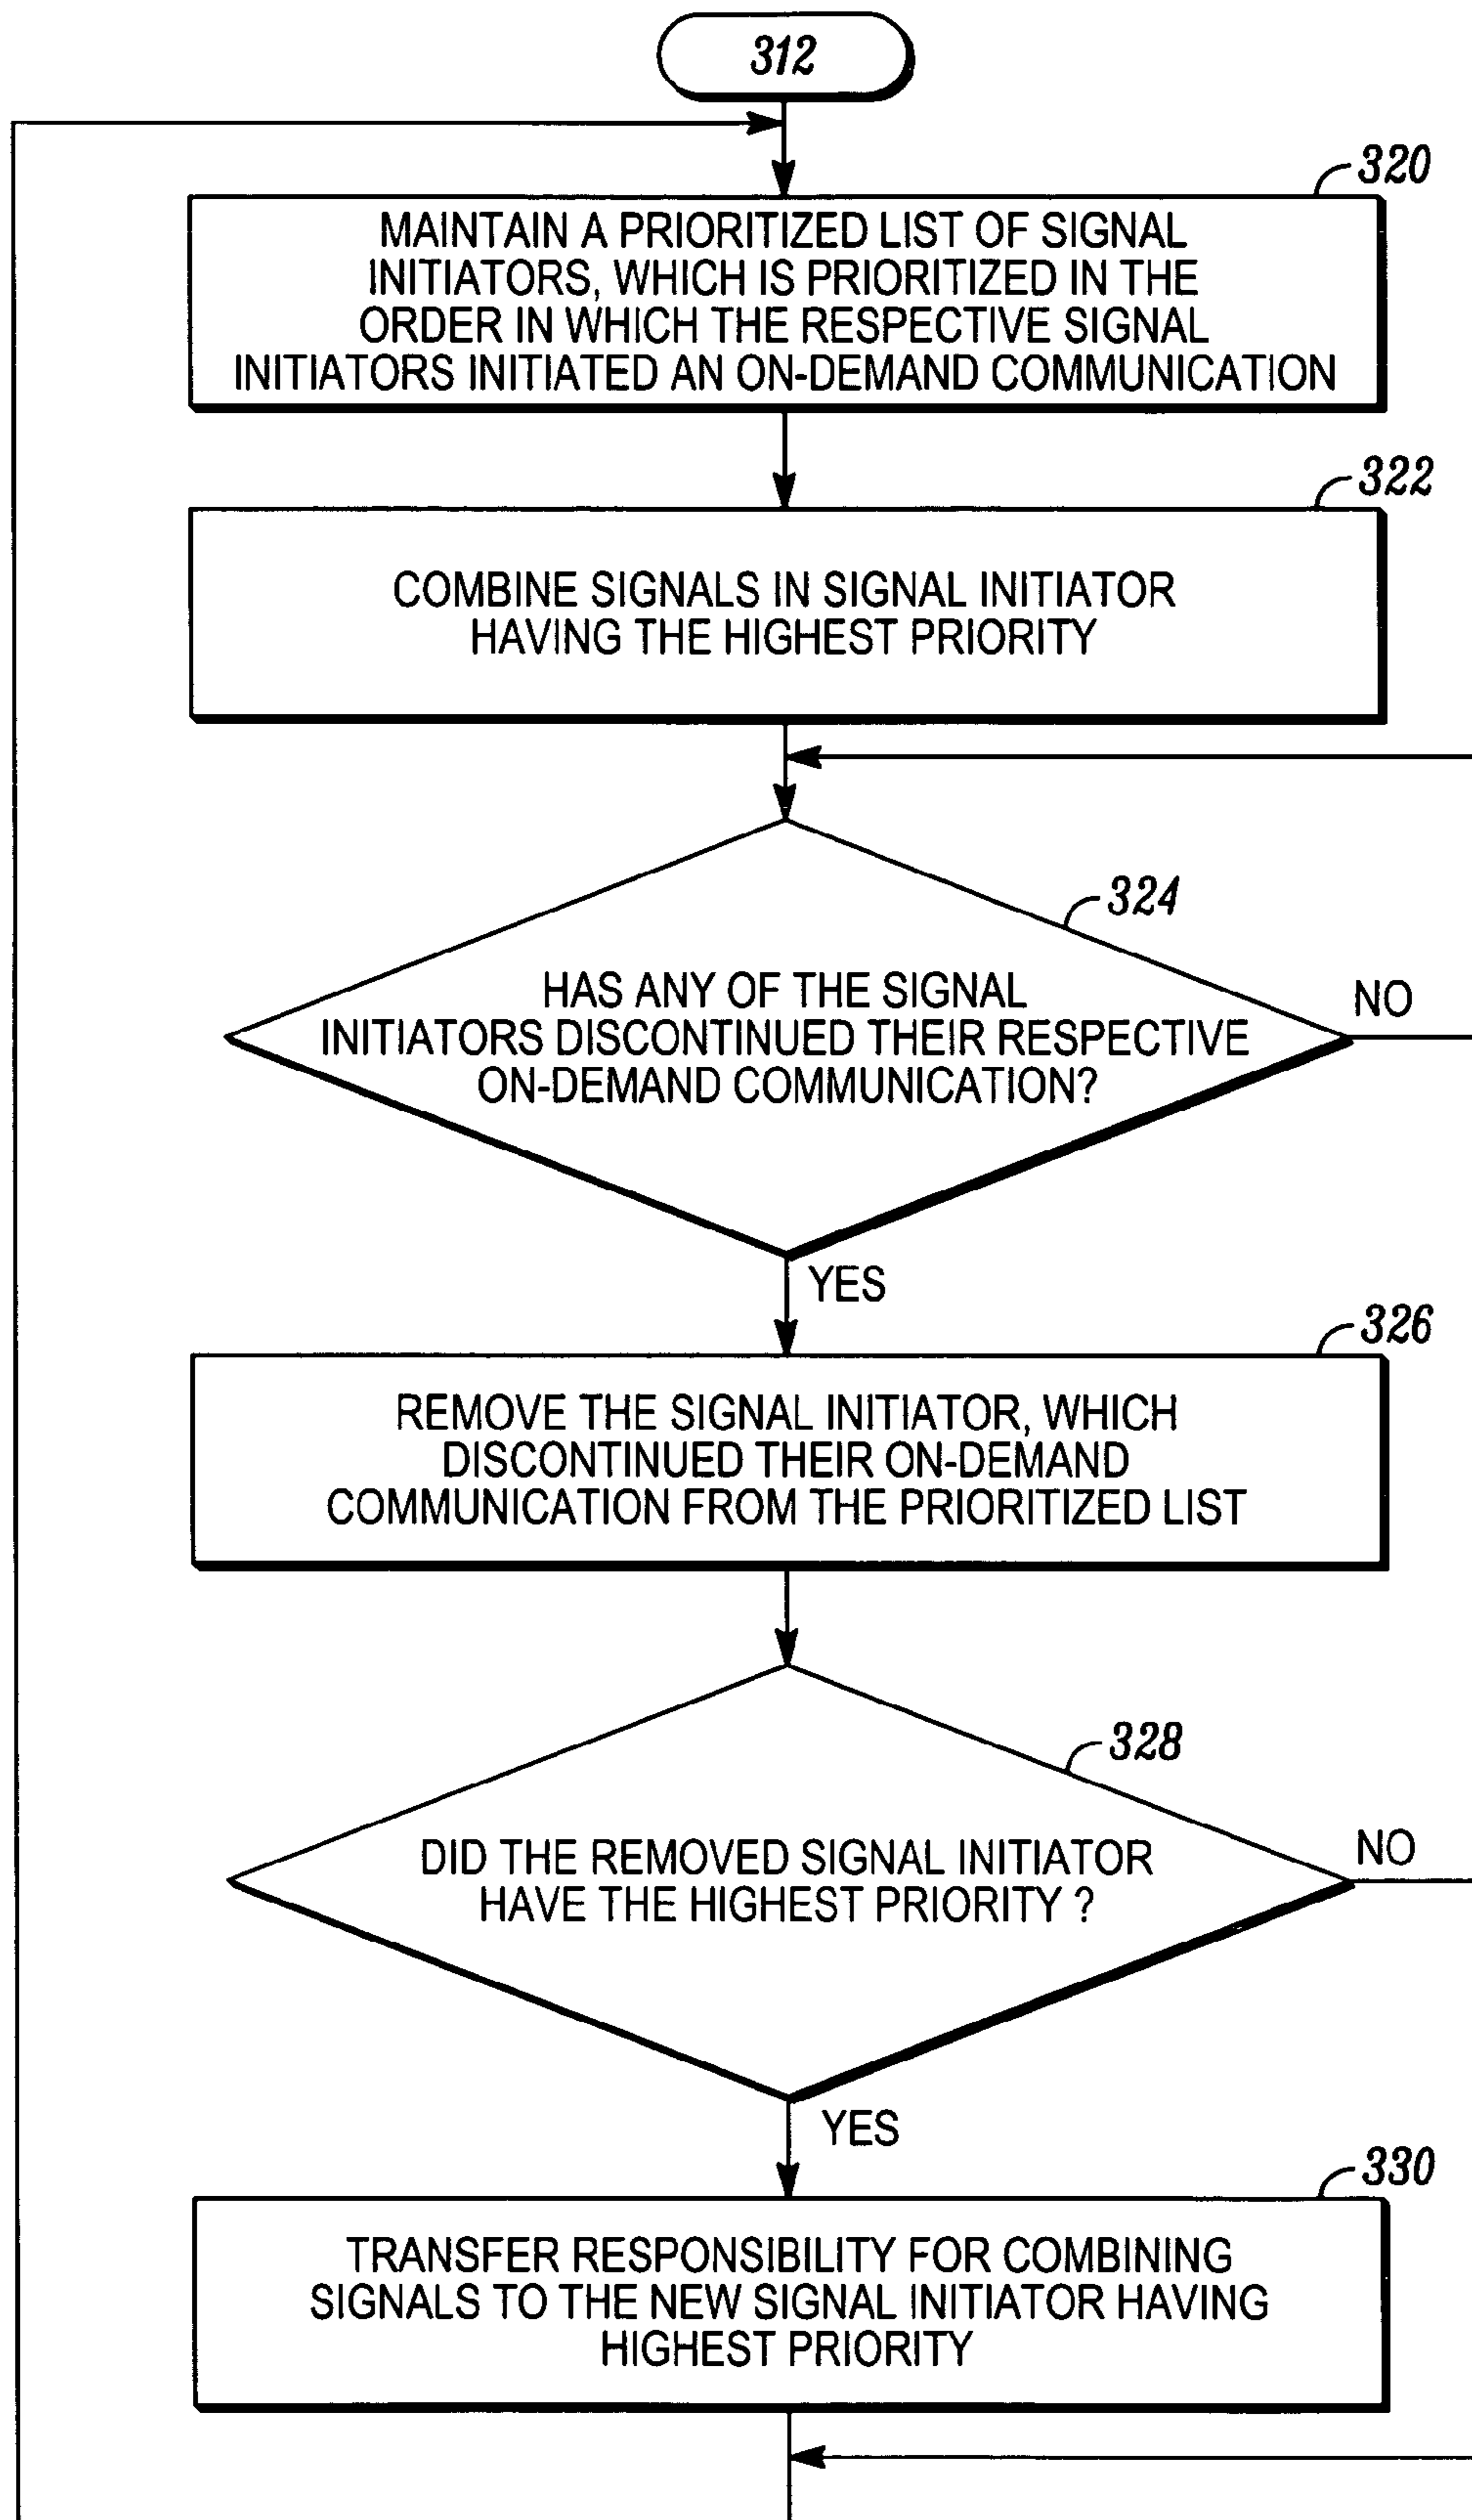 312
320
MAINTAIN A PRIORITIZED LIST OF SIGNAL
INITIATORS, WHICH IS PRIORITIZED IN THE
ORDER IN WHICH THE RESPECTIVE SIGNAL
INITIATORS INITIATED AN ON-DEMAND COMMUNICATION
322
COMBINE SIGNALS IN SIGNAL INITIATOR
HAVING THE HIGHEST PRIORITY
324
HAS ANY OF THE SIGNAL
INITIATORS DISCONTINUED THEIR RESPECTIVE
ON-DEMAND COMMUNICATION?
NO
YES
326
REMOVE THE SIGNAL INITIATOR, WHICH
DISCONTINUED THEIR ON-DEMAND
COMMUNICATION FROM THE PRIORITIZED LIST
328
DID THE REMOVED SIGNAL INITIATOR
HAVE THE HIGHEST PRIORITY ?
NO
YES
330
TRANSFER RESPONSIBILITY FOR COMBINING
SIGNALS TO THE NEW SIGNAL INITIATOR HAVING
HIGHEST PRIORITY